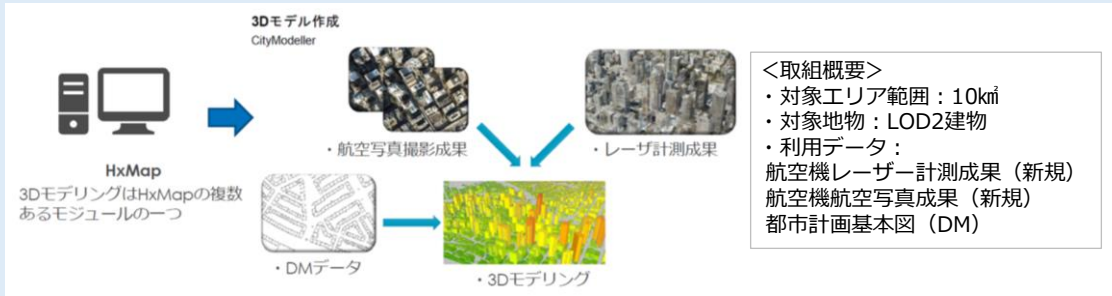 3Dモデル作成
CityModeller
HxMap
3DモデリングはHxMapの複数
あるモジュールの一つ
・航空写真撮影成果
・レーザ計測成果
・DMデータ
・3Dモデリング
＜取組概要＞
・対象エリア範囲：10㎢
・対象地物：LOD2建物
・利用データ：
航空機レーザー計測成果（新規）
航空機航空写真成果（新規）
都市計画基本図（DM）